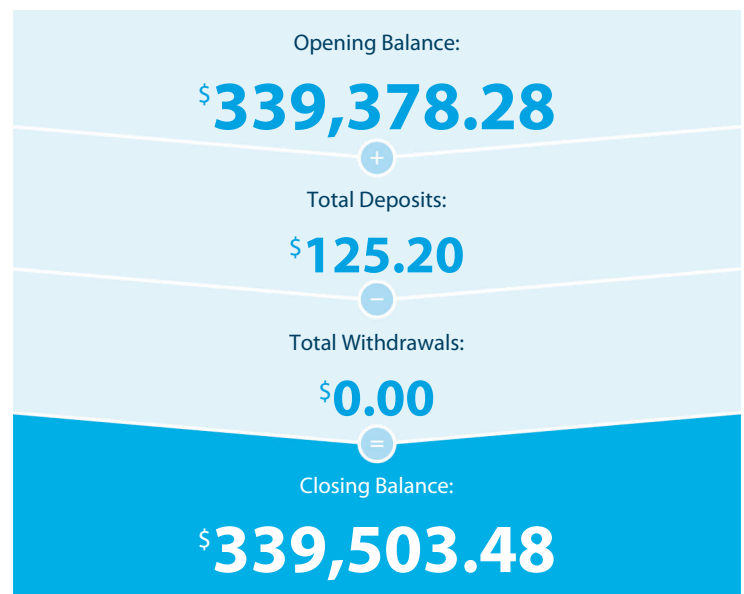 Opening Balance:
$339,378.28
+
Total Deposits:
$125.20
−
Total Withdrawals:
$0.00
=
Closing Balance:
$339,503.48